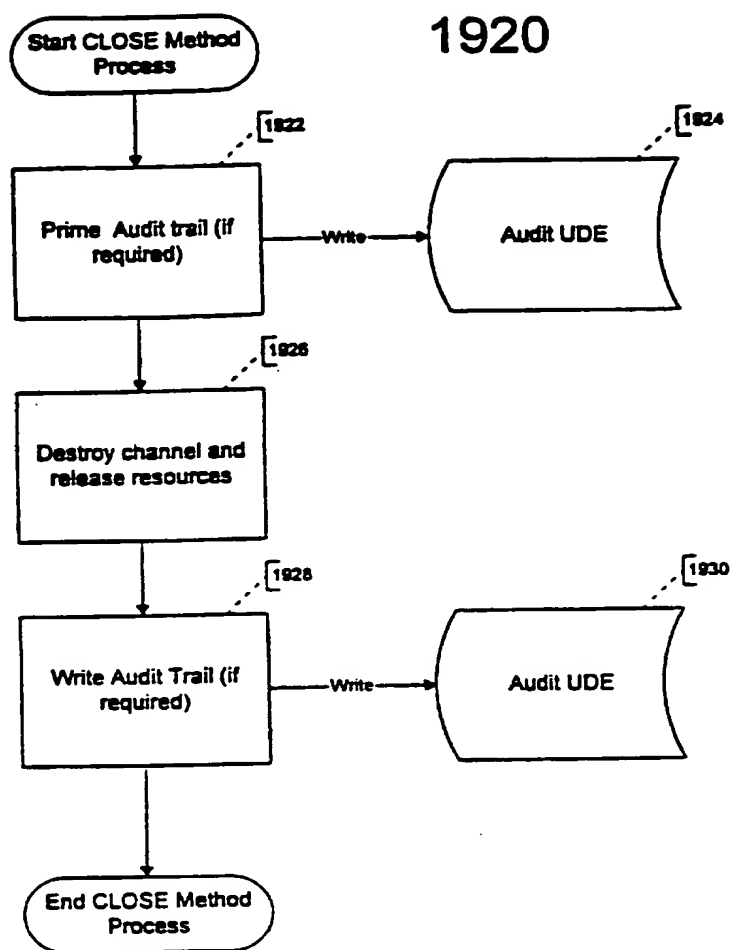 1920
Start CLOSE Method
Process
1922
1924
Prime Audit trail (if
required)
Write
Audit UDE
1926
Destroy channel and
release resources
1928
1930
Write Audit Trail (if
required)
Write
Audit UDE
End CLOSE Method
Process